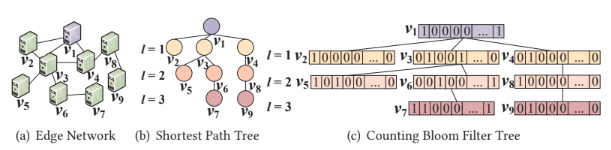 v1 v2 v3 v4 v5 v6 v7 v8 v9
(a) Edge Network
l = 1 v1 v2 v3 v4
l = 2 v5 v6 v8
l = 3 v7 v9
(b) Shortest Path Tree
v1 1 0 0 0 0 ... 1
l = 1 v2 1 0 0 0 0 ... 0 v3 0 1 0 0 1 ... 0 v4 0 1 0 0 0 ... 0
l = 2 v5 1 0 1 0 0 ... 0 v6 0 0 1 0 0 ... 1 v8 1 0 0 0 0 ... 0
l = 3 v7 1 1 0 0 0 ... 1 v9 0 1 0 0 0 ... 0
(c) Counting Bloom Filter Tree